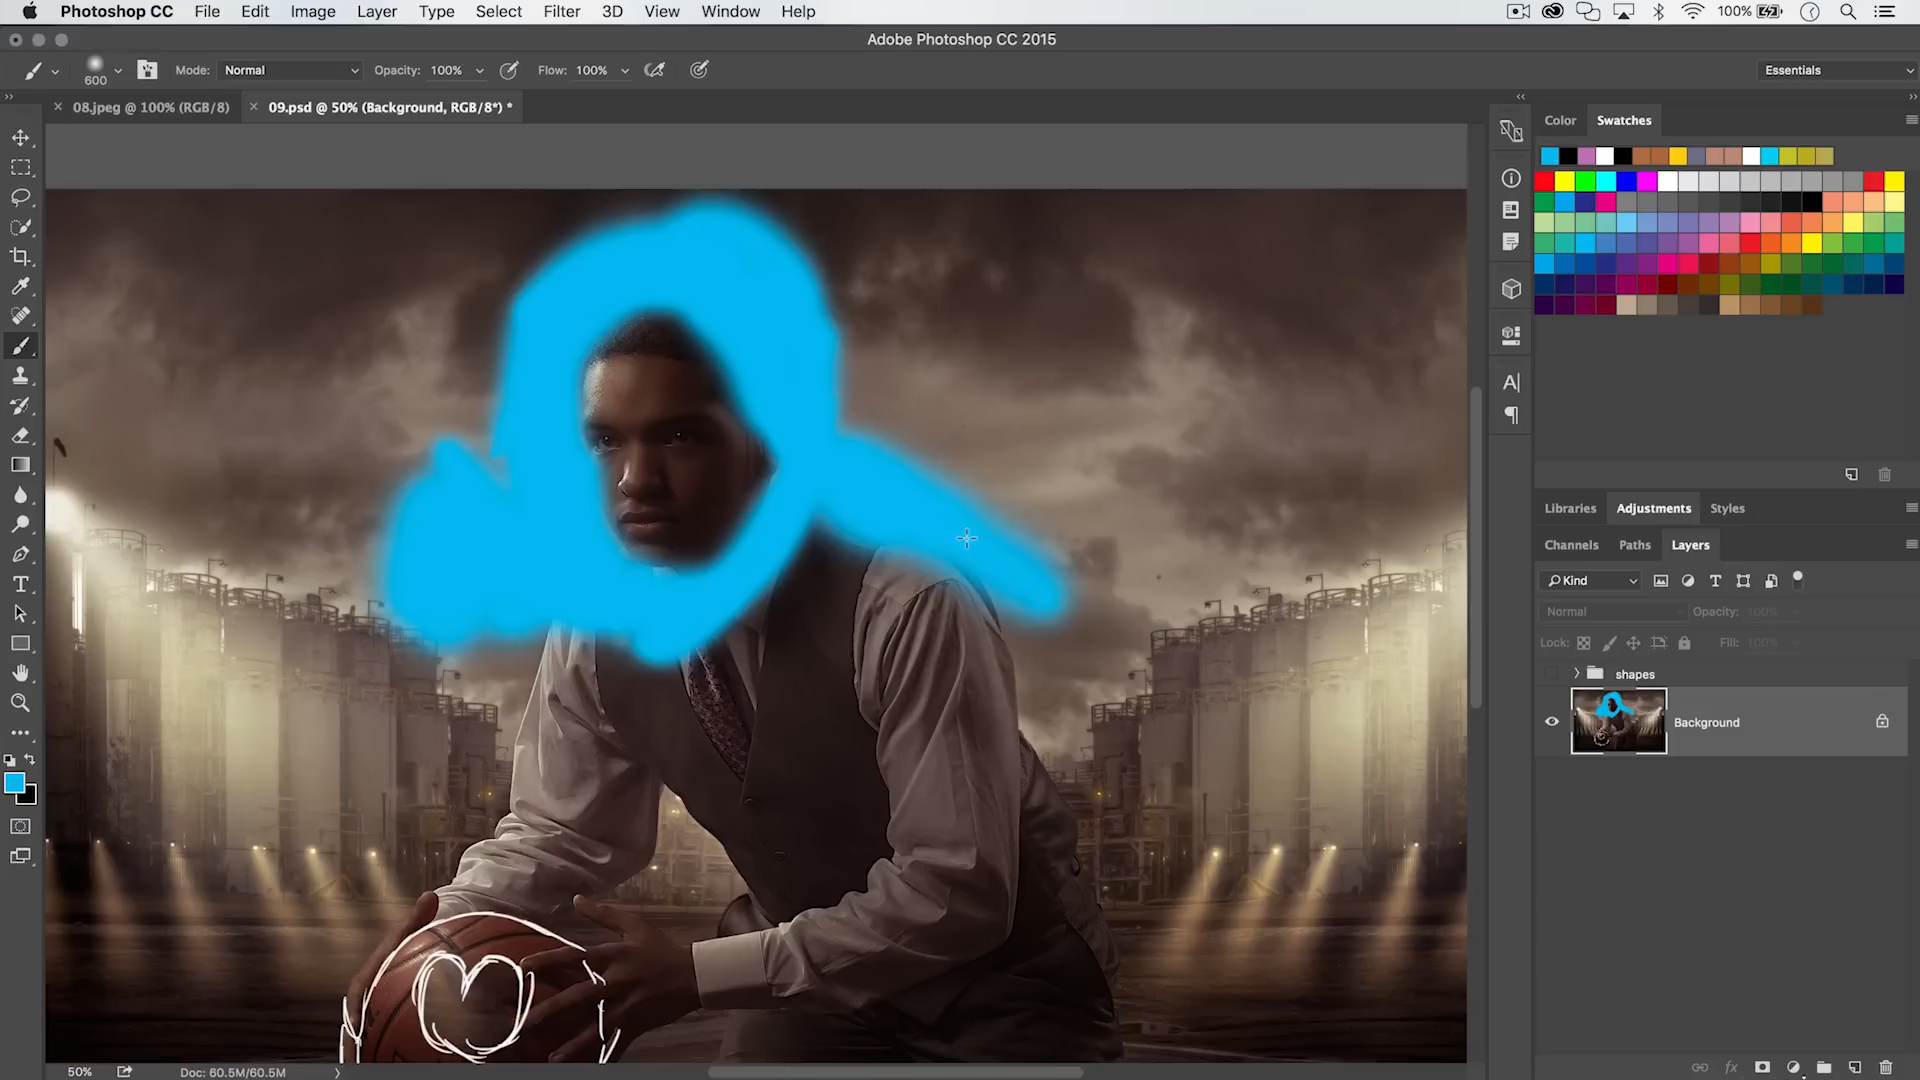 Photoshop CC File Edit Image Layer Type Select Filter 3D View Window Help 100%
Adobe Photoshop CC 2015
600 Mode: Normal Opacity: 100% Flow: 100% Essentials
08.jpeg @ 100% (RGB/8) 09.psd @ 50% (Background, RGB/8*) *
Color Swatches
Libraries Adjustments Styles
Channels Paths Layers
Kind
Normal Opacity: 100%
Lock: Fill: 100%
shapes
Background
50% Doc: 60.5M/60.5M